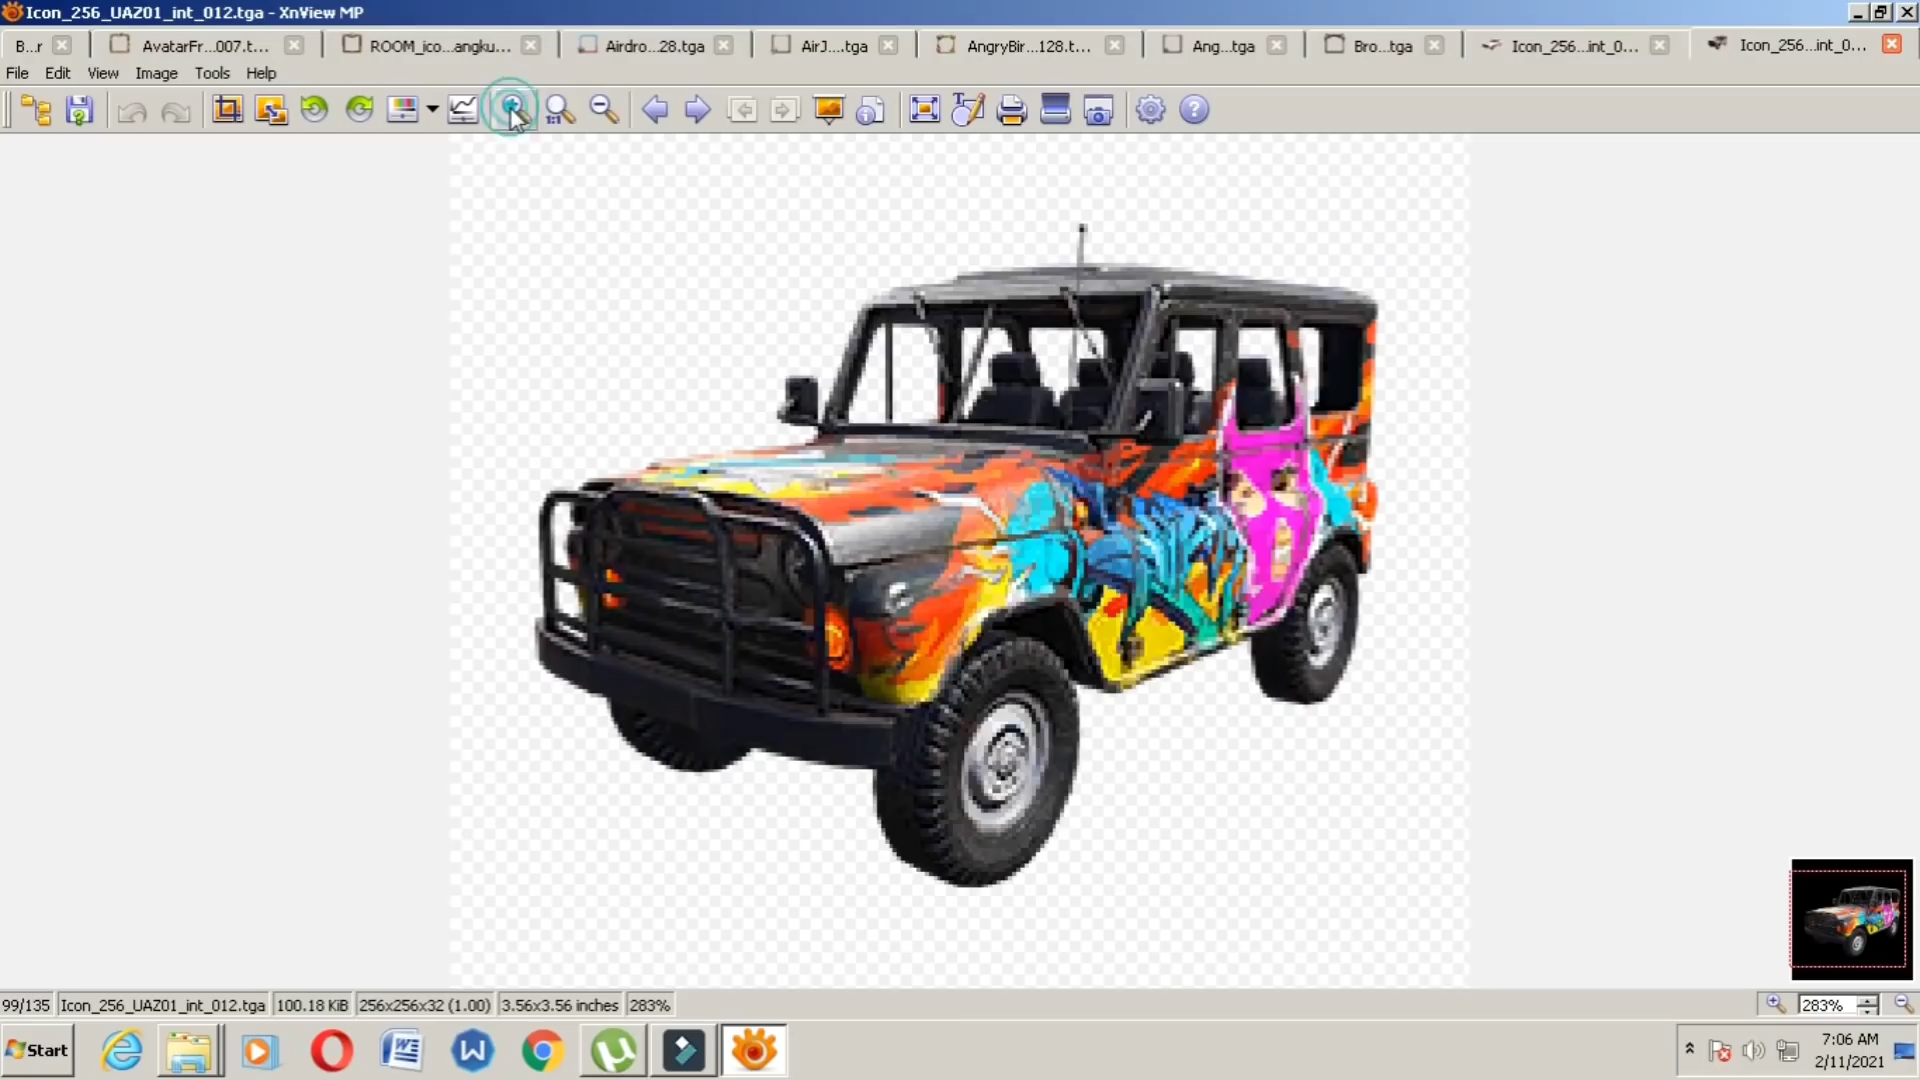 Icon_256_UAZ01_int_012.tga - XnView MP
B...r AvatarFr...007.t... ROOM_ico...angku... Airdro...28.tga AirJ....tga AngryBir...128.t... Ang...tga Bro...tga Icon_256...int_0... Icon_256...int_0...
File Edit View Image Tools Help
1:1
99/135 Icon_256_UAZ01_int_012.tga 100.18 KiB 256x256x32 (1.00) 3.56x3.56 inches 283%
283%
Start
7:06 AM
2/11/2021